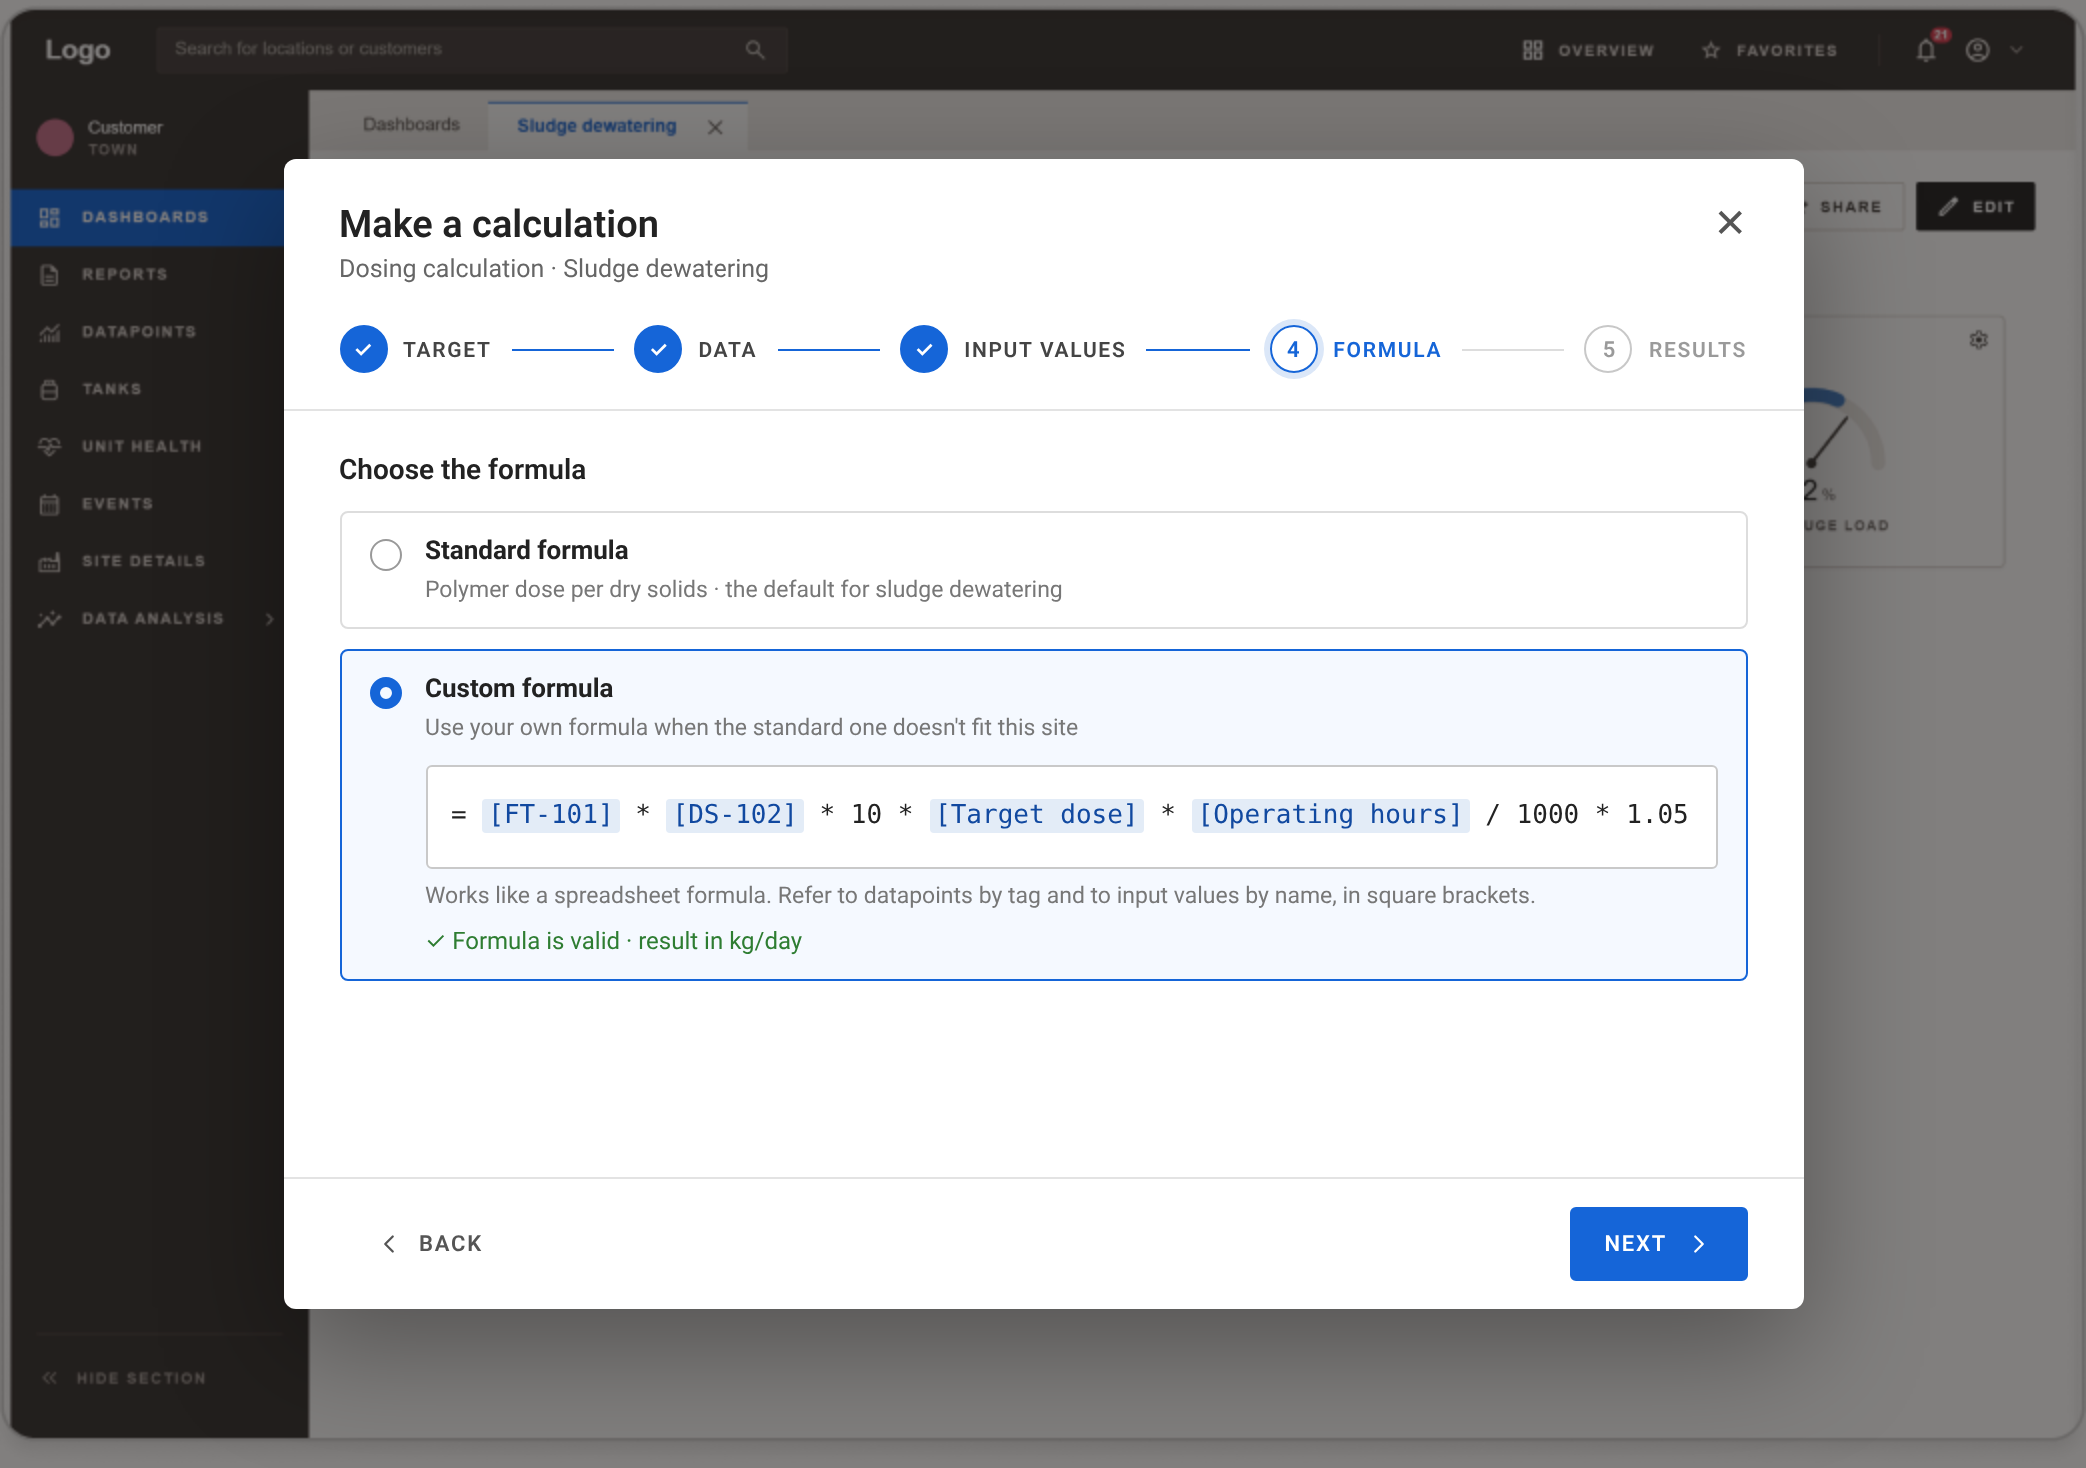 Logo
Search for locations or customers
OVERVIEW
FAVORITES
21
Customer
TOWN
Dashboards
Sludge dewatering
DASHBOARDS
REPORTS
DATAPOINTS
TANKS
UNIT HEALTH
EVENTS
SITE DETAILS
DATA ANALYSIS
HIDE SECTION
SHARE
EDIT
2 %
UGE LOAD
Make a calculation
Dosing calculation · Sludge dewatering
TARGET
DATA
INPUT VALUES
4 FORMULA
5 RESULTS
Choose the formula
Standard formula
Polymer dose per dry solids · the default for sludge dewatering
Custom formula
Use your own formula when the standard one doesn't fit this site
= [FT-101] * [DS-102] * 10 * [Target dose] * [Operating hours] / 1000 * 1.05
Works like a spreadsheet formula. Refer to datapoints by tag and to input values by name, in square brackets.
Formula is valid · result in kg/day
BACK
NEXT